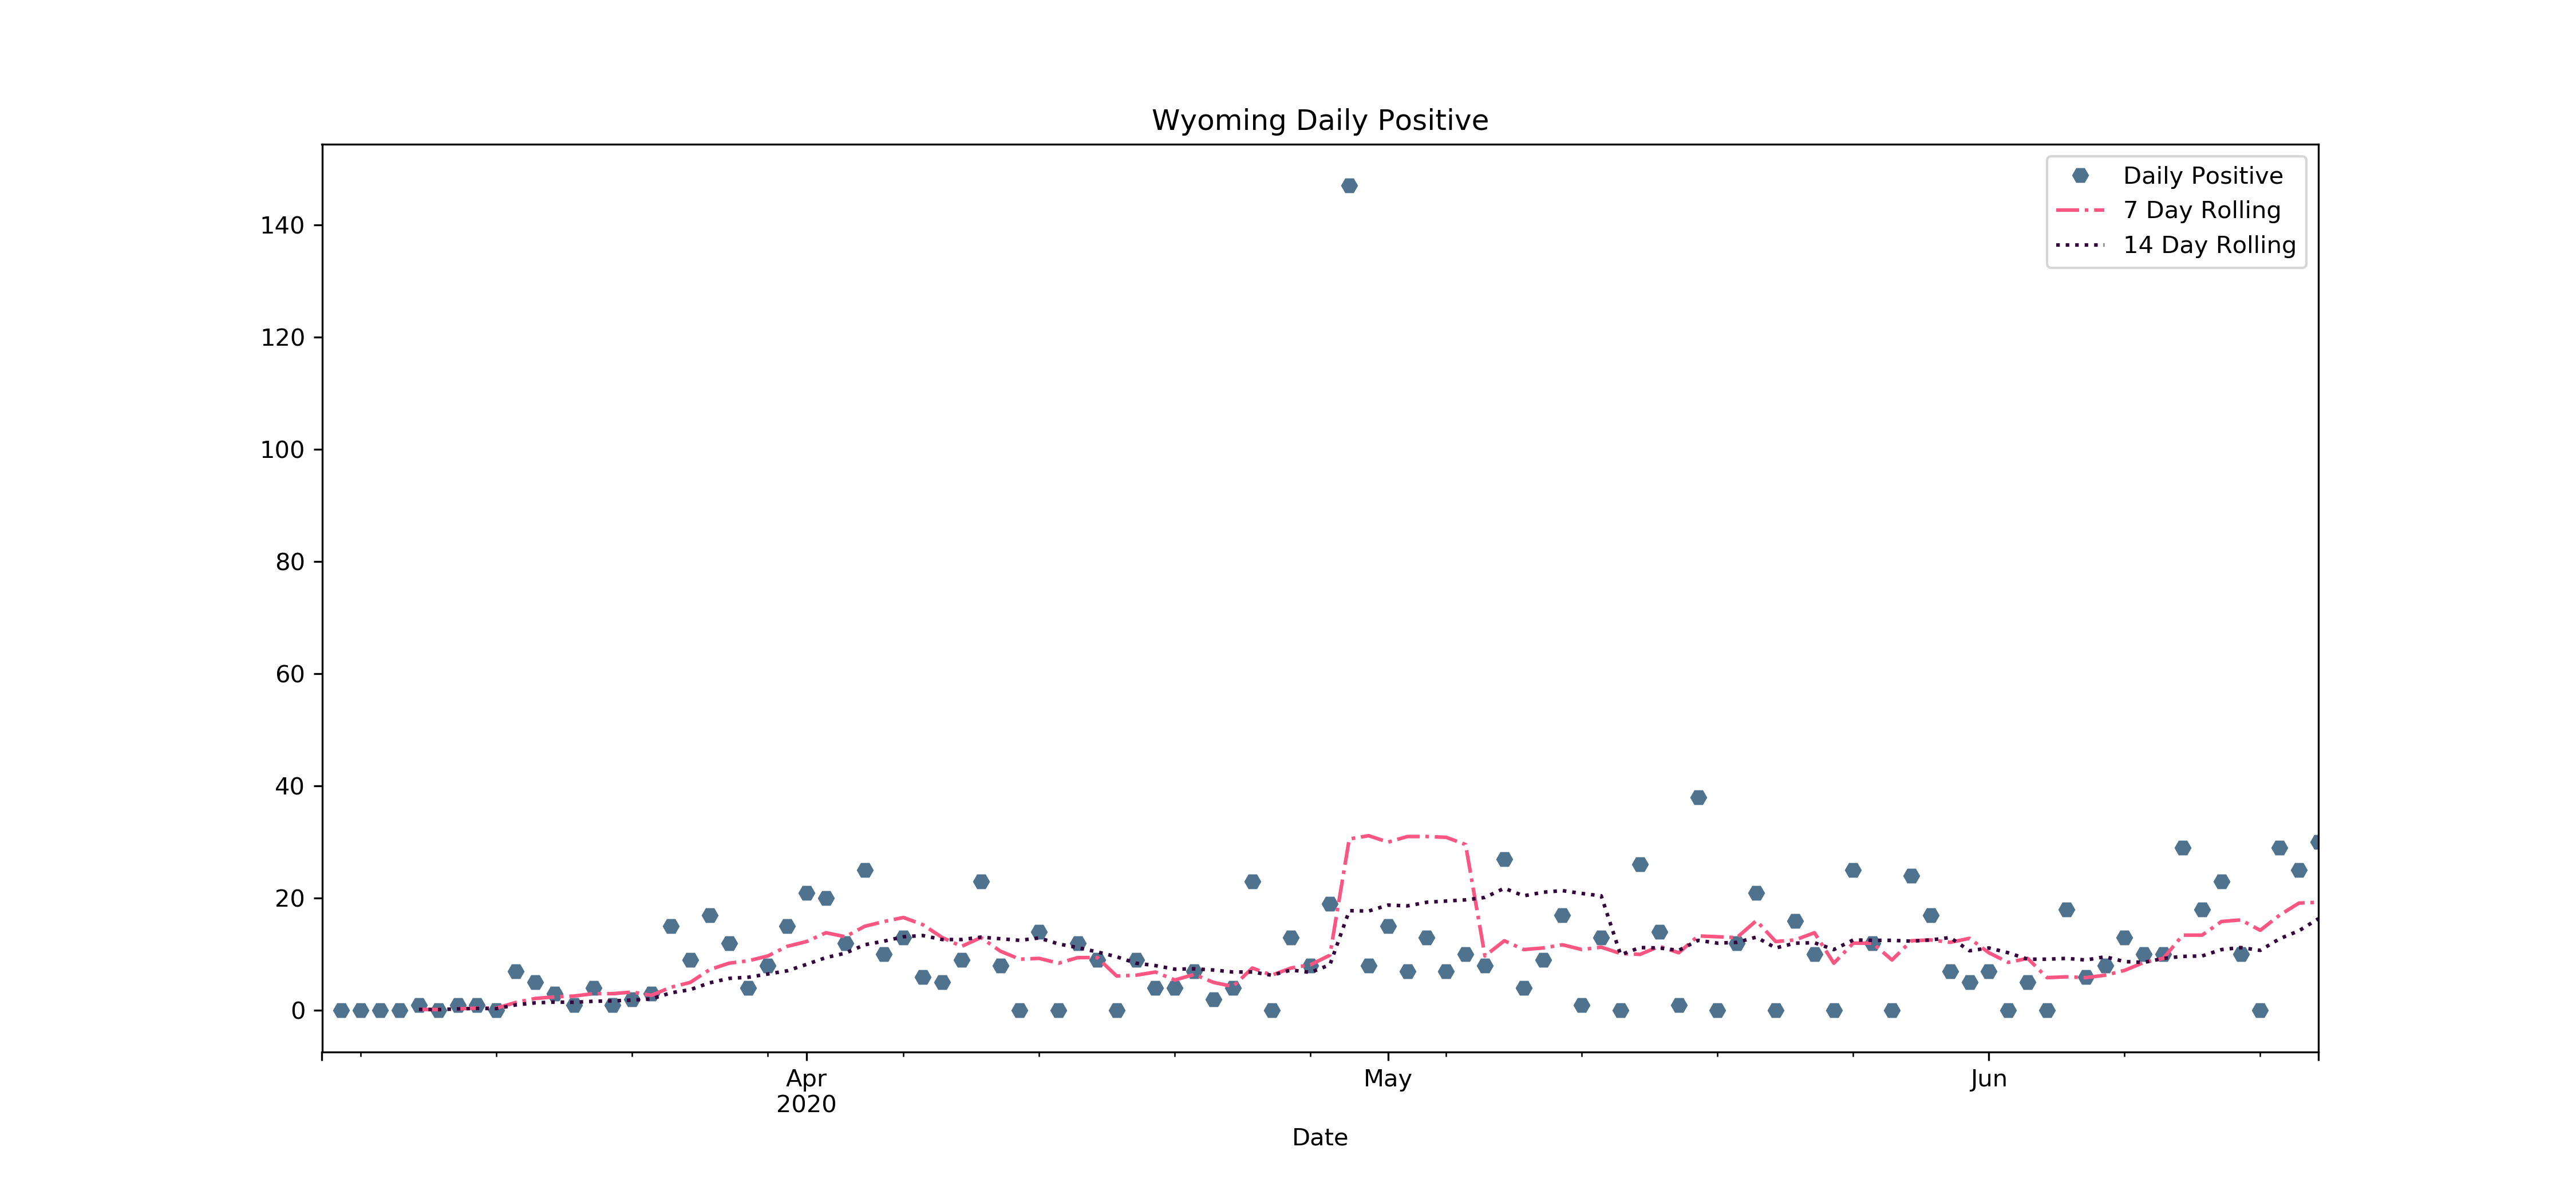 Wyoming Daily Positive
Daily Positive
7 Day Rolling
14 Day Rolling
140
120
100
80
60
40
20
0
Apr
2020
May
Jun
Date